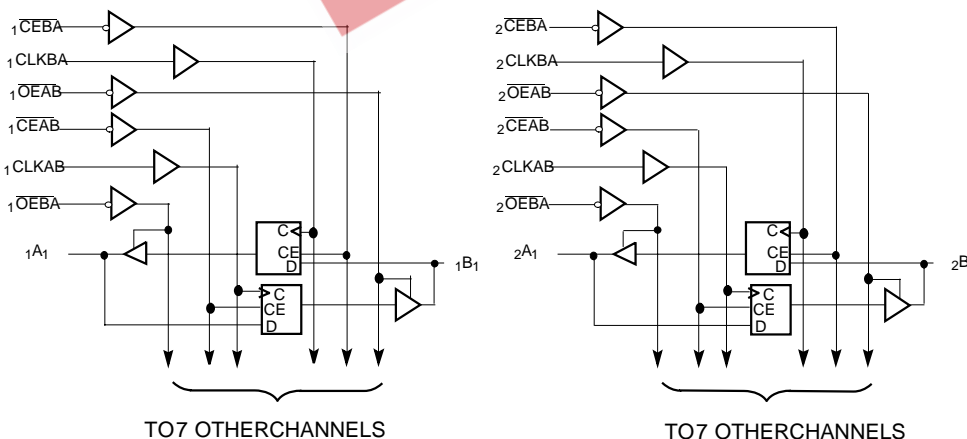 1CEBA
1CLKBA
1OEAB
1CEAB
1CLKAB
1OEBA
1A1
C
CE
D
1B1
C
CE
D
TO7 OTHERCHANNELS
2CEBA
2CLKBA
2OEAB
2CEAB
2CLKAB
2OEBA
2A1
C
CE
D
2B
C
CE
D
TO7 OTHERCHANNELS